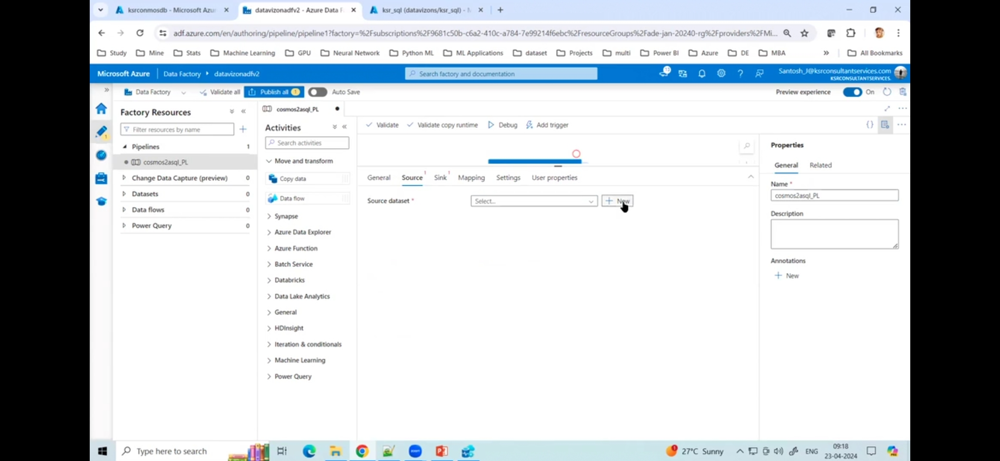 ksrconmosdb - Microsoft Azur
datavizonadfv2 - Azure Data F
ksr_sql (datavizons/ksr_sql) - M
adf.azure.com/en/authoring/pipeline/pipeline1?factory=%2Fsubscriptions%2F9681c50b-c6a2-410c-a784-7e99214f6ebc%2FresourceGroups%2Fade-jan-20240-rg%2Fproviders%2FMi...
Study Mine Stats Machine Learning GPU Neural Network Python ML ML Applications dataset Projects multi Power BI Azure DE MBA » All Bookmarks
Microsoft Azure Data Factory datavizonadfv2
Search factory and documentation
13
Santosh_J@ksrconsultantservices.com
KSRCONSULTANTSERVICES.
Data Factory Validate all Publish all 1 Auto Save
Preview experience On
Factory Resources
Filter resources by name
Pipelines 1
cosmos2asql_PL
Change Data Capture (preview) 0
Datasets 0
Data flows 0
Power Query 0
cosmos2asql_PL
Activities
Search activities
Move and transform
Copy data
Data flow
Synapse
Azure Data Explorer
Azure Function
Batch Service
Databricks
Data Lake Analytics
General
HDInsight
Iteration & conditionals
Machine Learning
Power Query
Validate Validate copy runtime Debug Add trigger
General Source 1 Sink 1 Mapping Settings User properties
Source dataset * Select... New
Properties
General Related
Name *
cosmos2asql_PL
Description
Annotations
New
Type here to search
27°C Sunny
ENG
09:18
23-04-2024